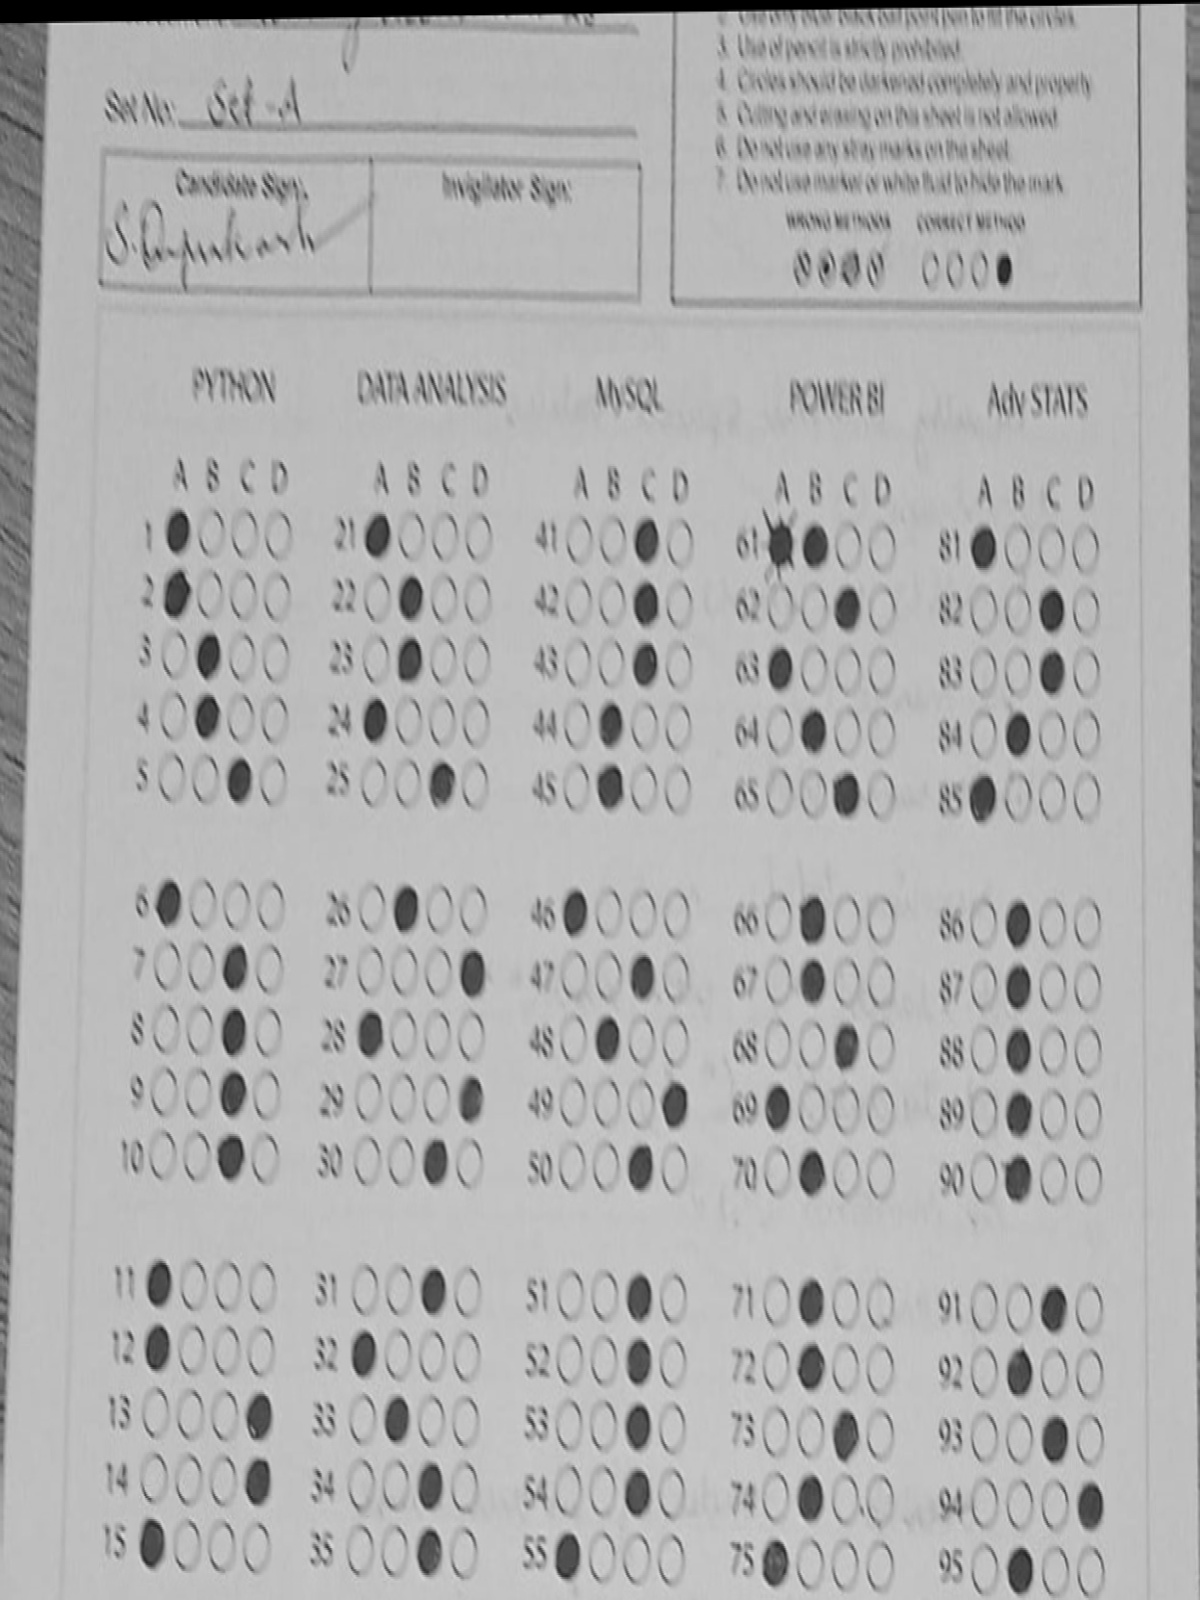 Set No: Set-A
Candidate Sign:
Invigilator Sign:
2. Use only blue/black ball point pen to fill the circles.
3. Use of pencil is strictly prohibited.
4. Circles should be darkened completely and properly.
5. Cutting and erasing on this sheet is not allowed.
6. Do not use any stray marks on the sheet.
7. Do not use marker or white fluid to hide the mark.
WRONG METHODS CORRECT METHOD
PYTHON DATA ANALYSIS MySQL POWER BI Adv STATS
A B C D A B C D A B C D A B C D A B C D
1 21 41 61 81
2 22 42 62 82
3 23 43 63 83
4 24 44 64 84
5 25 45 65 85
6 26 46 66 86
7 27 47 67 87
8 28 48 68 88
9 29 49 69 89
10 30 50 70 90
11 31 51 71 91
12 32 52 72 92
13 33 53 73 93
14 34 54 74 94
15 35 55 75 95